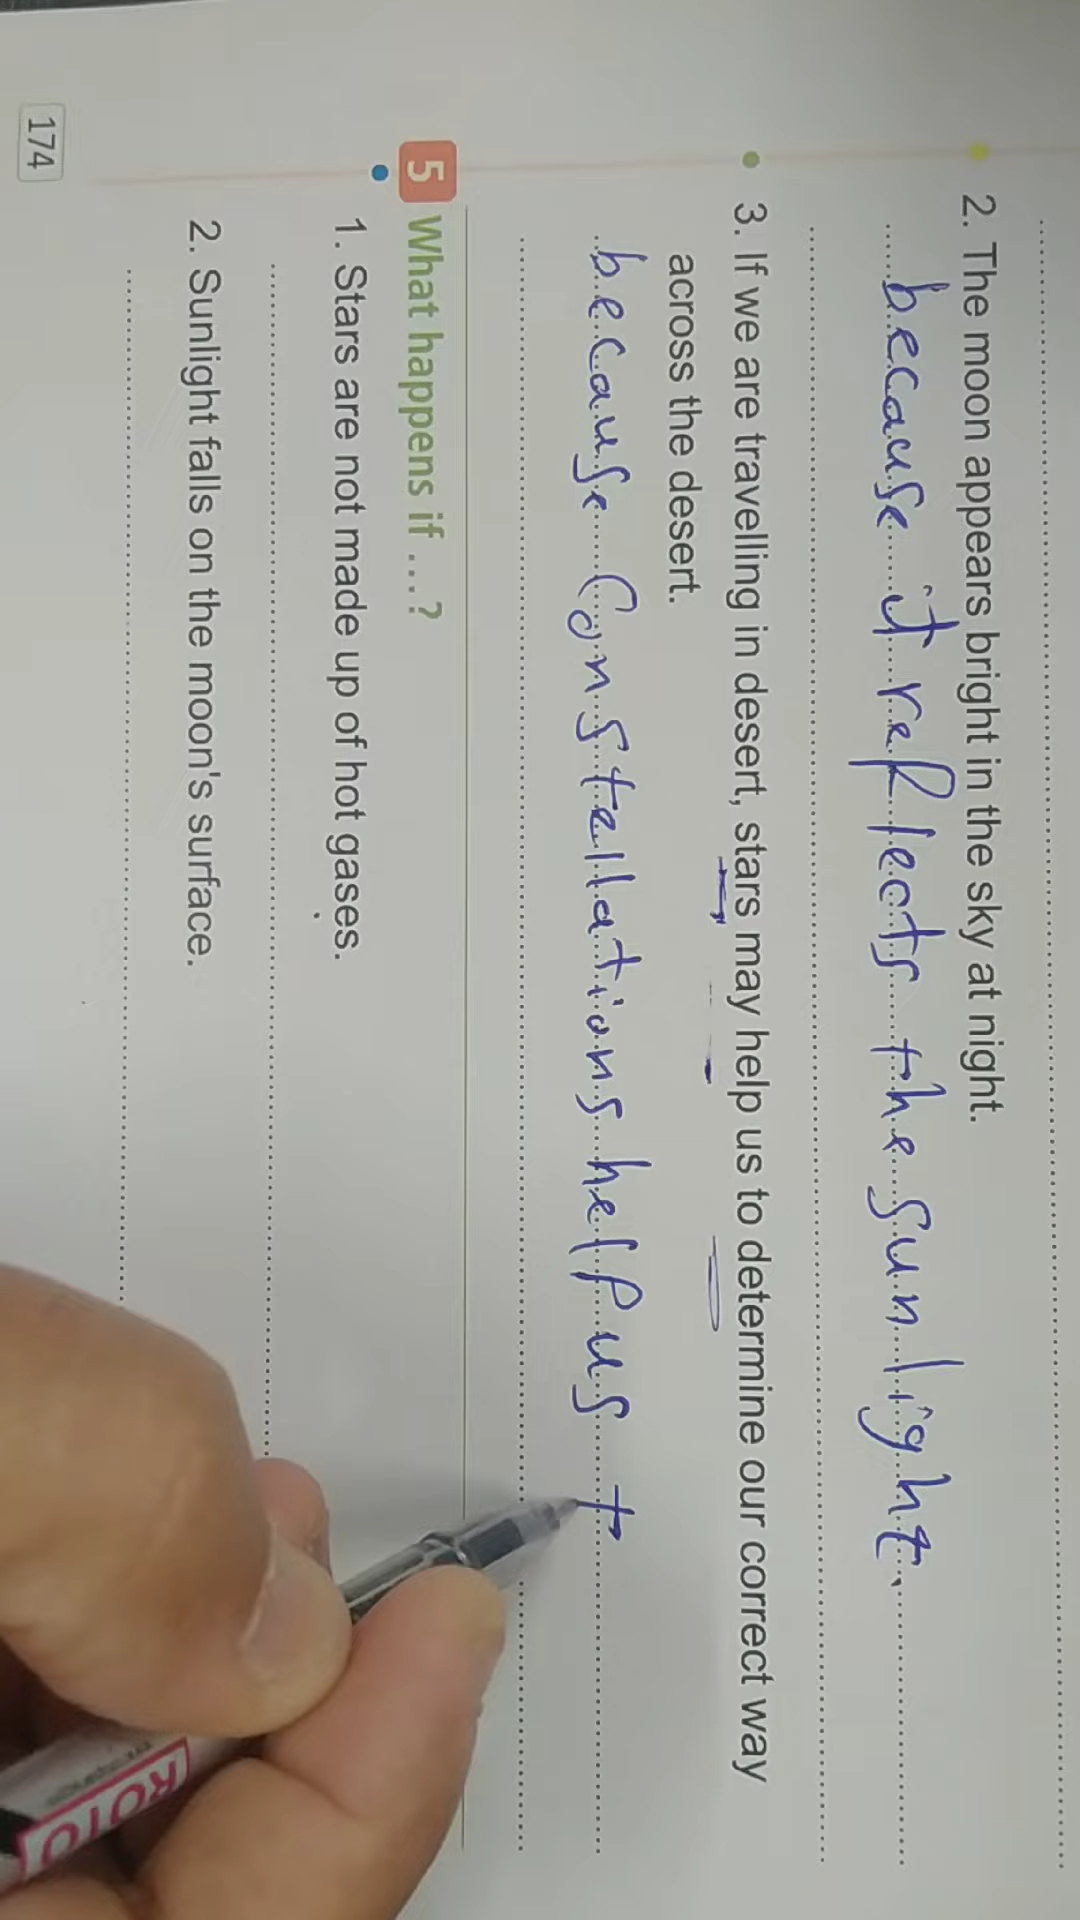 2. The moon appears bright in the sky at night.
because it reflects the sunlight.
3. If we are travelling in desert, stars may help us to determine our correct way
across the desert.
because Constellations help us t
5 What happens if ...?
1. Stars are not made up of hot gases.
2. Sunlight falls on the moon's surface.
174
ROTO